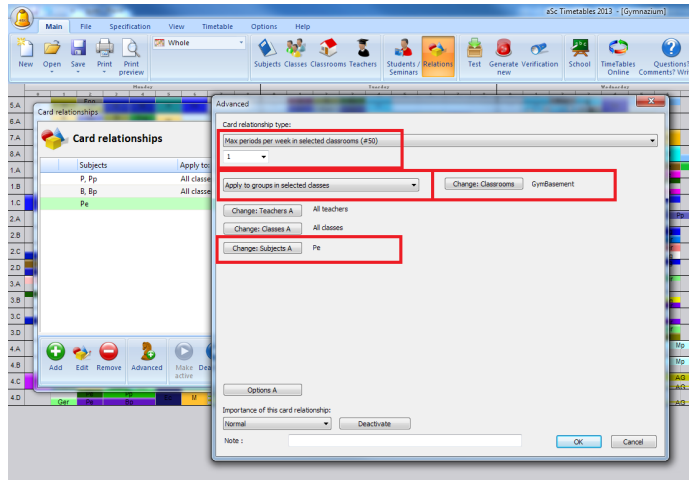 aSc Timetables 2013 - [Gymnazium]
Main File Specification View Timetable Options Help
Whole
New Open Save Print Print preview
Subjects Classes Classrooms Teachers Students / Seminars Relations Test Generate new Verification School TimeTables Online Questions? Comments? Wri
Monday Tuesday Wednesday
5.A
6.A
7.A
8.A
1.A
1.B
1.C
2.A
2.B
2.C
2.D
3.A
3.B
3.C
3.D
4.A
4.B
4.C
4.D
Card relationships
Card relationships
Subjects Apply to:
P, Pp All classe
B, Bp All classe
Pe
Add Edit Remove Advanced Make active Dea
Advanced
Card relationship type:
Max periods per week in selected classrooms (#50)
1
Apply to groups in selected classes
Change: Classrooms GymBasement
Change: Teachers A All teachers
Change: Classes A All classes
Change: Subjects A Pe
Options A
Importance of this card relationship:
Normal Deactivate
Note :
OK Cancel
Pp
Mp
Mp
AG
AG
AG
Ger Pe Bp M